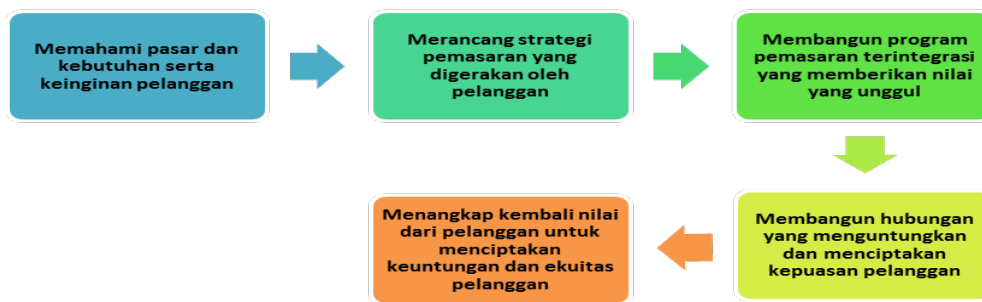 Memahami pasar dan
kebutuhan serta
keinginan pelanggan
Merancang strategi
pemasaran yang
digerakan oleh
pelanggan
Membangun program
pemasaran terintegrasi
yang memberikan nilai
yang unggul
Membangun hubungan
yang menguntungkan
dan menciptakan
kepuasan pelanggan
Menangkap kembali nilai
dari pelanggan untuk
menciptakan
keuntungan dan ekuitas
pelanggan